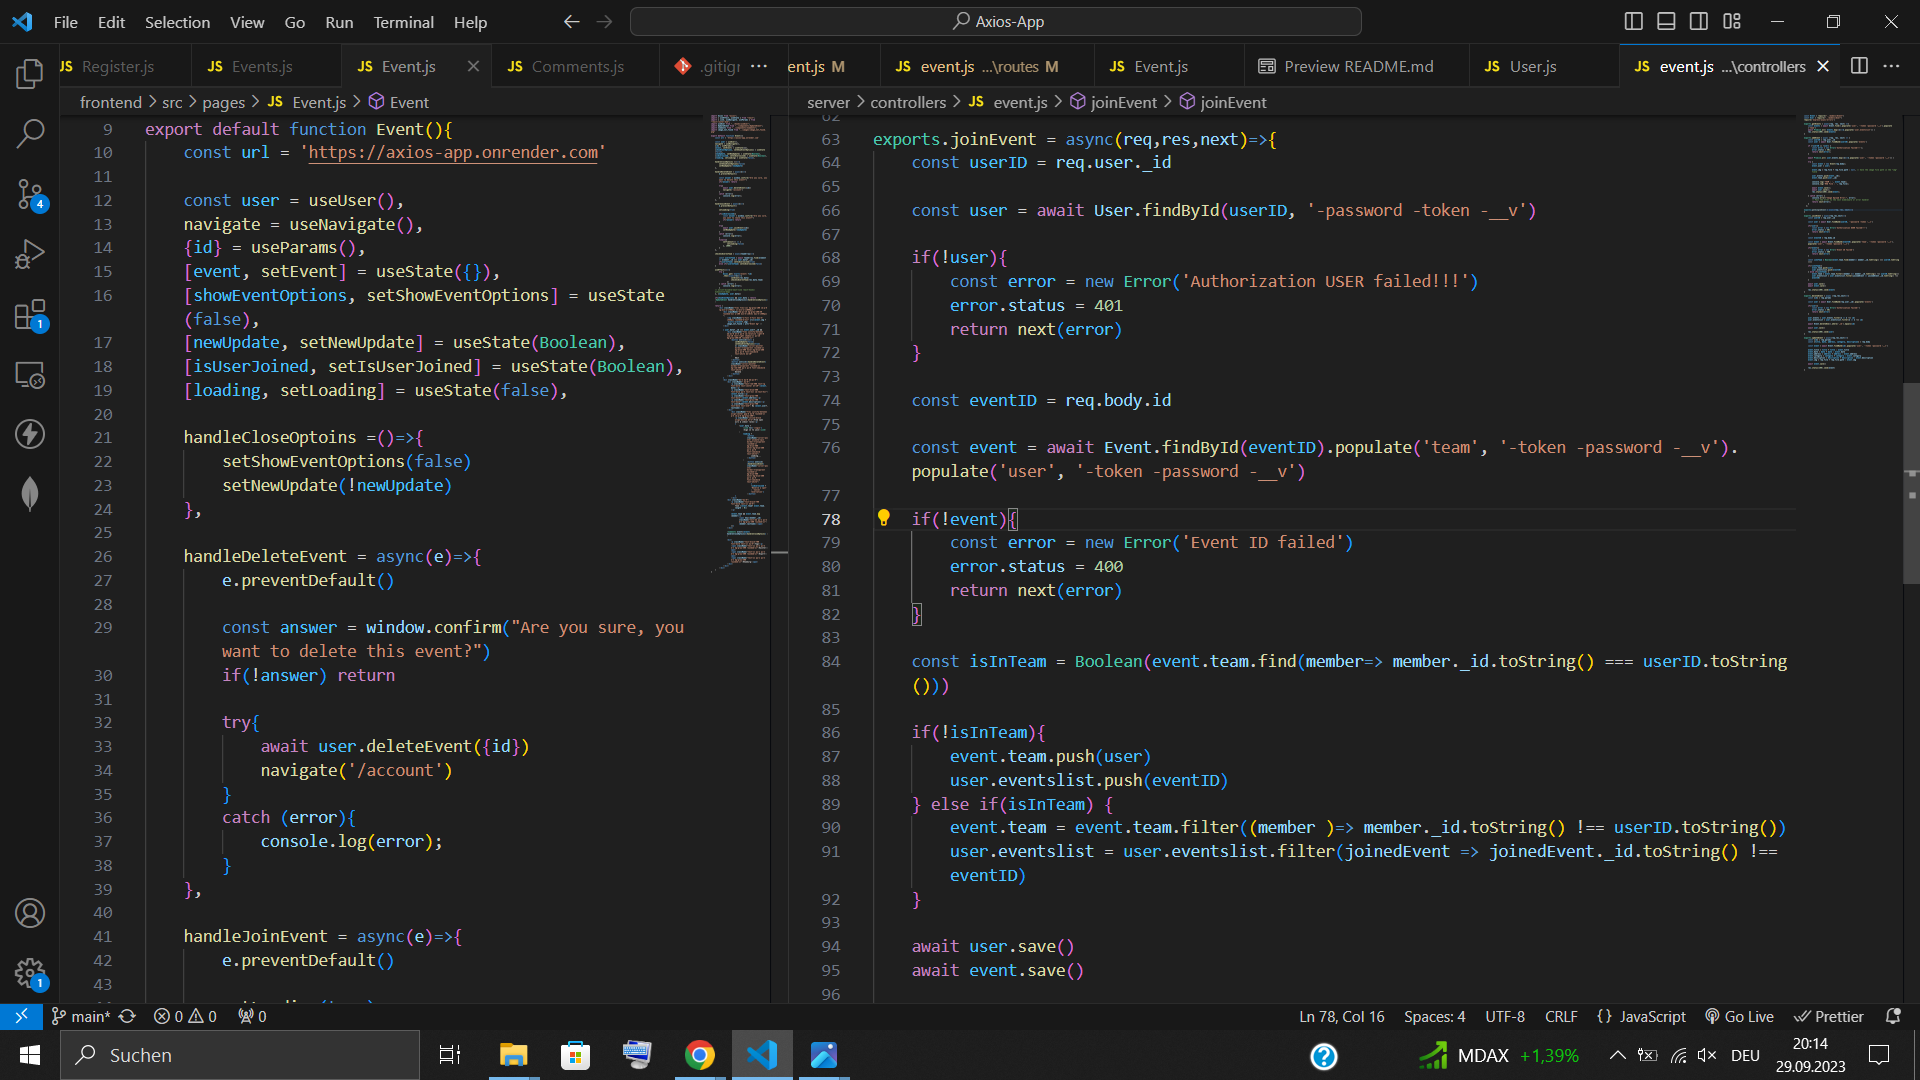 File Edit Selection View Go Run Terminal Help
Axios-App
JS Register.js
JS Events.js
JS Event.js
JS Comments.js
.gitigr
ent.js M
JS event.js ...\routes M
JS Event.js
Preview README.md
JS User.js
JS event.js ...\controllers
frontend > src > pages > JS Event.js > Event
9 export default function Event(){
10 const url = 'https://axios-app.onrender.com'
11
12 const user = useUser(),
13 navigate = useNavigate(),
14 {id} = useParams(),
15 [event, setEvent] = useState({}),
16 [showEventOptions, setShowEventOptions] = useState
(false),
17 [newUpdate, setNewUpdate] = useState(Boolean),
18 [isUserJoined, setIsUserJoined] = useState(Boolean),
19 [loading, setLoading] = useState(false),
20
21 handleCloseOptoins =()=>{
22 setShowEventOptions(false)
23 setNewUpdate(!newUpdate)
24 },
25
26 handleDeleteEvent = async(e)=>{
27 e.preventDefault()
28
29 const answer = window.confirm("Are you sure, you
want to delete this event?")
30 if(!answer) return
31
32 try{
33 await user.deleteEvent({id})
34 navigate('/account')
35 }
36 catch (error){
37 console.log(error);
38 }
39 },
40
41 handleJoinEvent = async(e)=>{
42 e.preventDefault()
43
server > controllers > JS event.js > joinEvent > joinEvent
62
63 exports.joinEvent = async(req,res,next)=>{
64 const userID = req.user._id
65
66 const user = await User.findById(userID, '-password -token -__v')
67
68 if(!user){
69 const error = new Error('Authorization USER failed!!!')
70 error.status = 401
71 return next(error)
72 }
73
74 const eventID = req.body.id
75
76 const event = await Event.findById(eventID).populate('team', '-token -password -__v').
populate('user', '-token -password -__v')
77
78 if(!event){
79 const error = new Error('Event ID failed')
80 error.status = 400
81 return next(error)
82 }
83
84 const isInTeam = Boolean(event.team.find(member=> member._id.toString() === userID.toString
()))
85
86 if(!isInTeam){
87 event.team.push(user)
88 user.eventslist.push(eventID)
89 } else if(isInTeam) {
90 event.team = event.team.filter((member )=> member._id.toString() !== userID.toString())
91 user.eventslist = user.eventslist.filter(joinedEvent => joinedEvent._id.toString() !==
eventID)
92 }
93
94 await user.save()
95 await event.save()
96
4
1
1
main* 0 0 0
Ln 78, Col 16 Spaces: 4 UTF-8 CRLF {} JavaScript Go Live Prettier
Suchen
MDAX +1,39%
DEU
20:14
29.09.2023